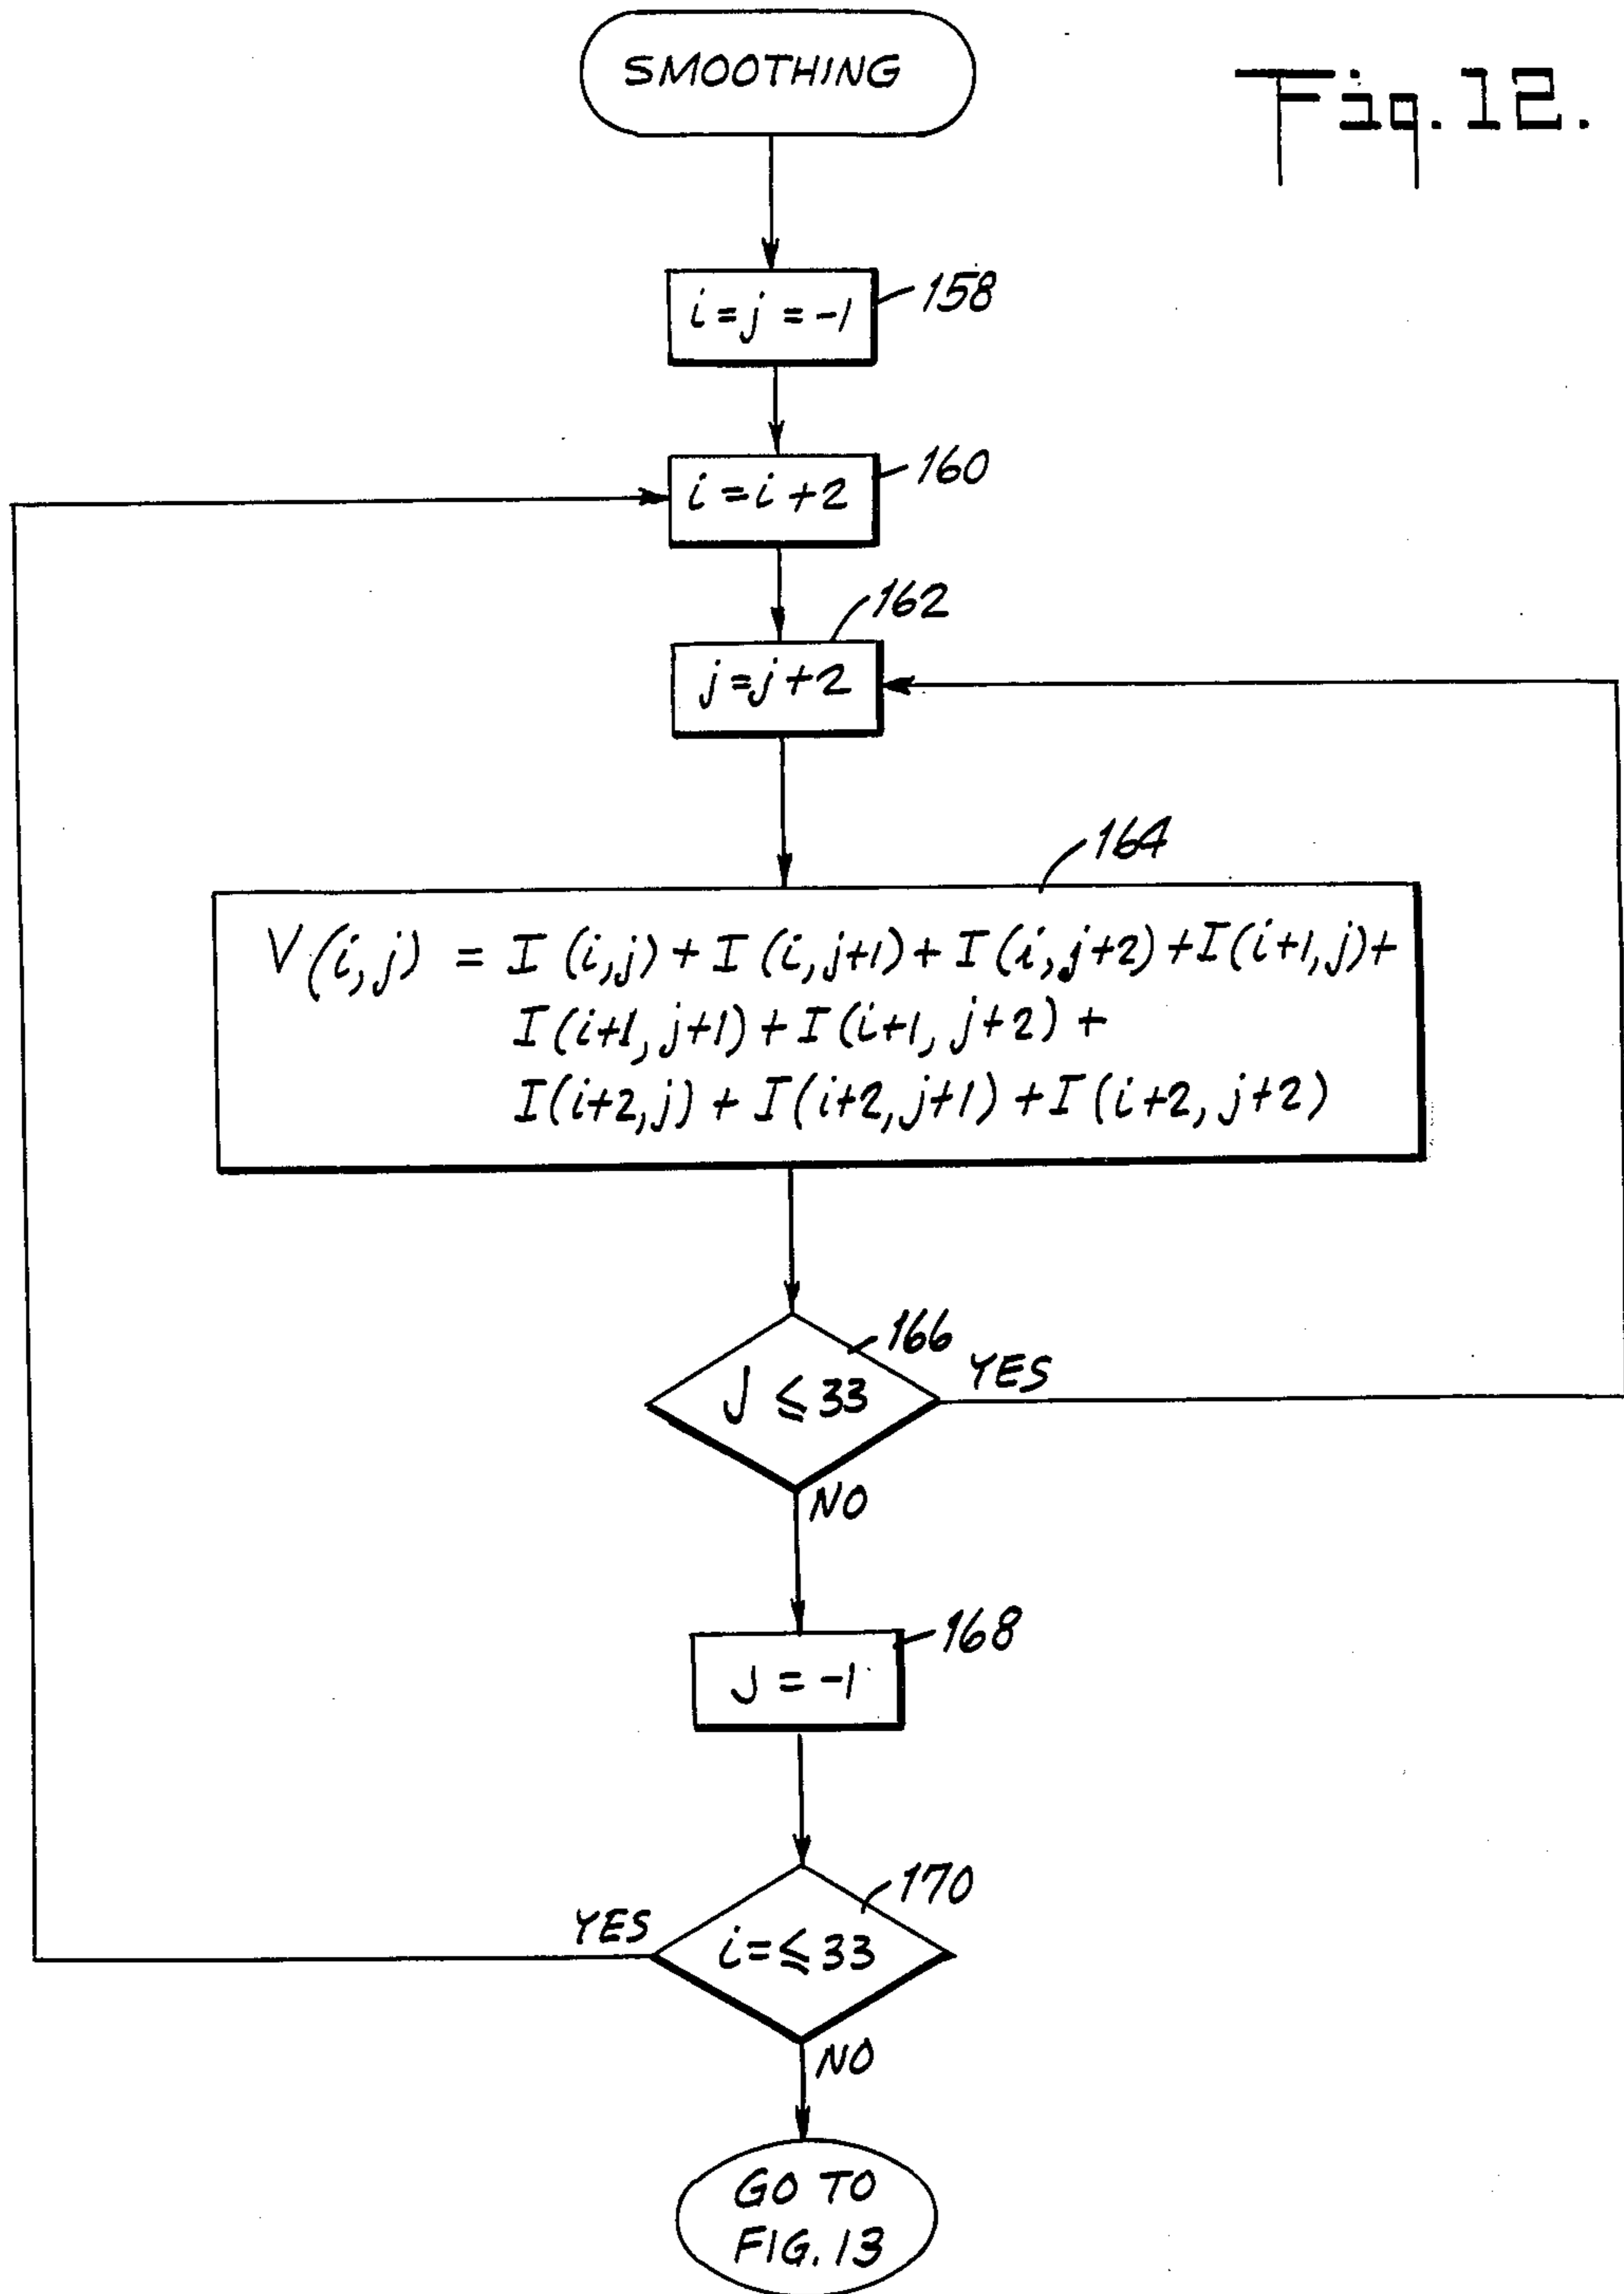 SMOOTHING
Fig. 12.
i = j = -1
158
i = i + 2
160
162
j = j + 2
164
V(i,j) = I(i,j) + I(i,j+1) + I(i,j+2) + I(i+1,j) +
I(i+1,j+1) + I(i+1,j+2) +
I(i+2,j) + I(i+2,j+1) + I(i+2,j+2)
166
J ≤ 33
YES
NO
168
J = -1
170
YES
i = ≤ 33
NO
GO TO
FIG. 13